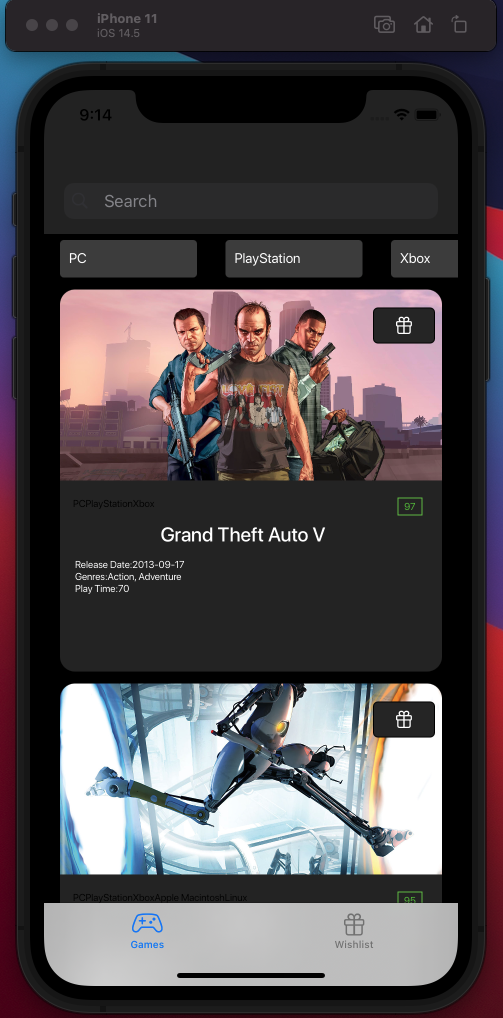 iPhone 11
iOS 14.5
9:14
Search
PC PlayStation Xbox
PCPlayStationXbox 97
Grand Theft Auto V
Release Date:2013-09-17
Genres:Action, Adventure
Play Time:70
PCPlayStationXboxApple MacintoshLinux 95
Games Wishlist